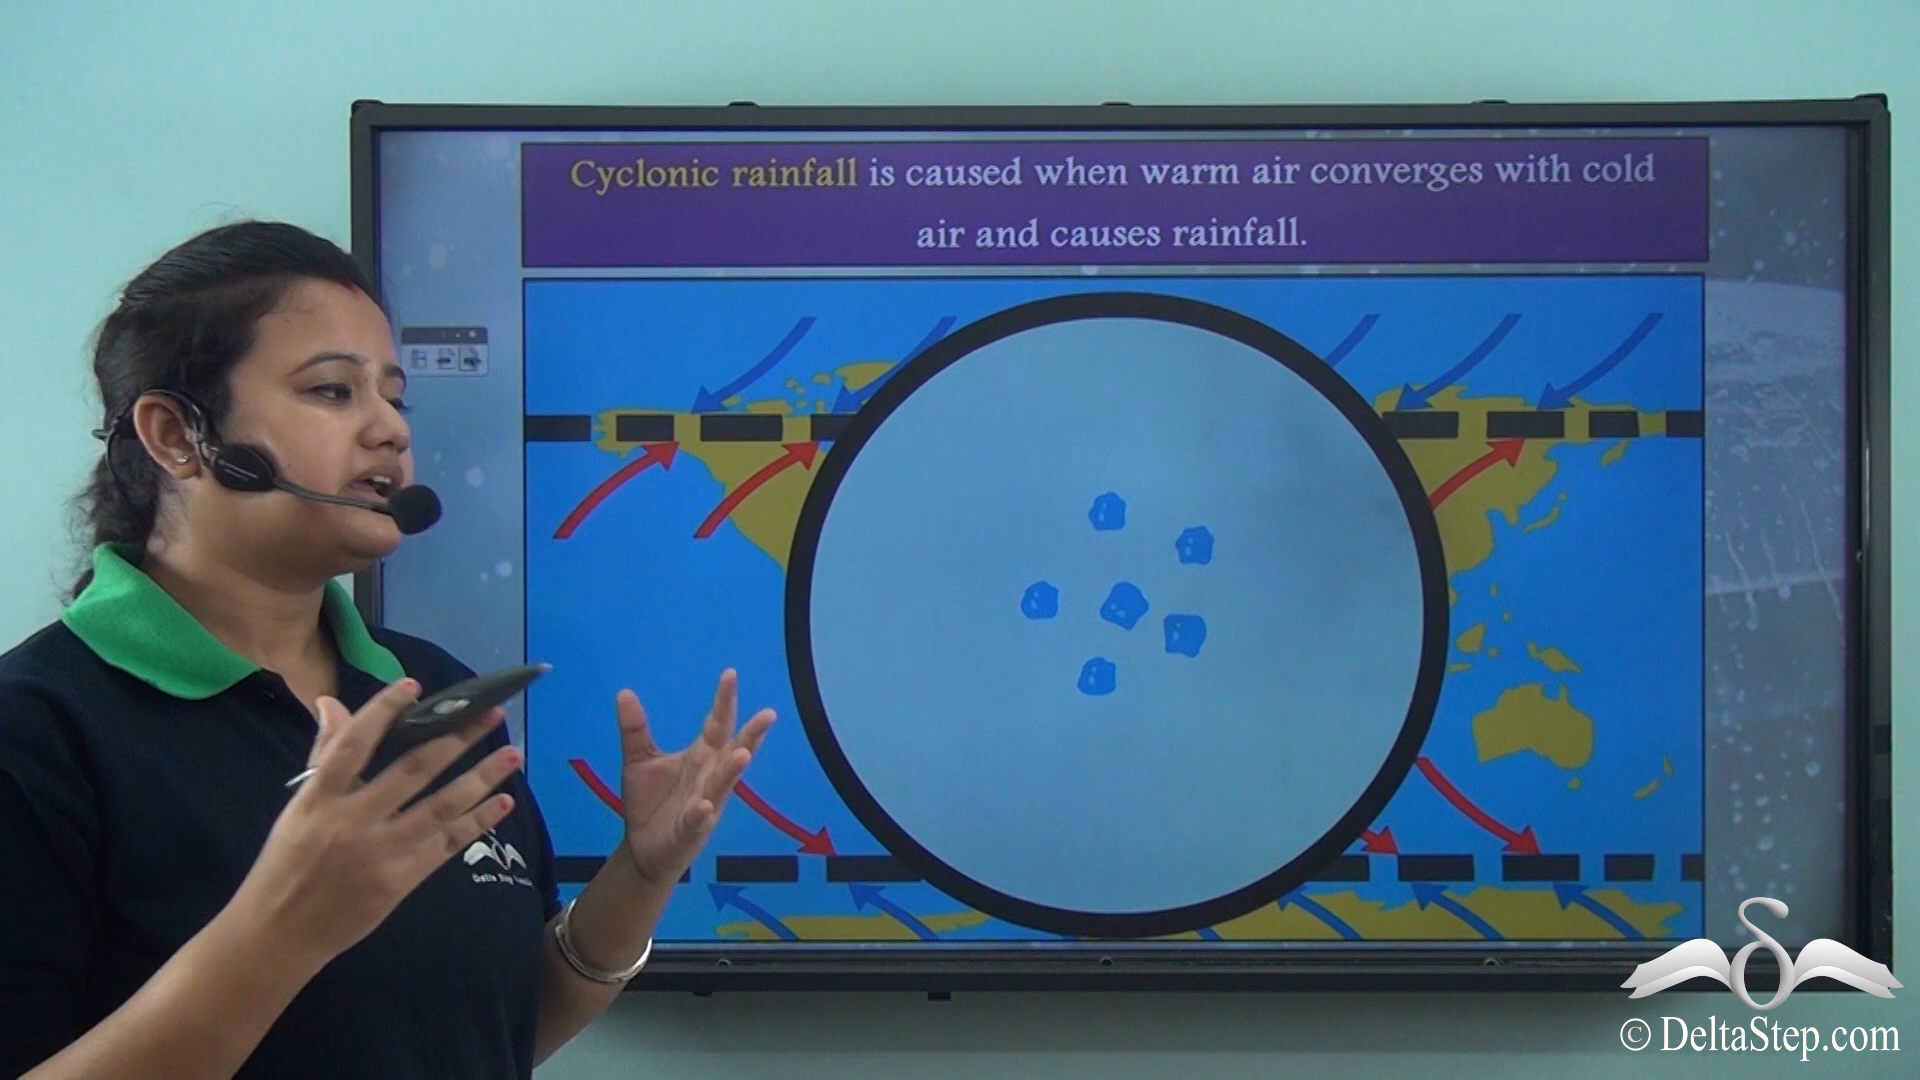 Cyclonic rainfall is caused when warm air converges with cold
air and causes rainfall.
© DeltaStep.com